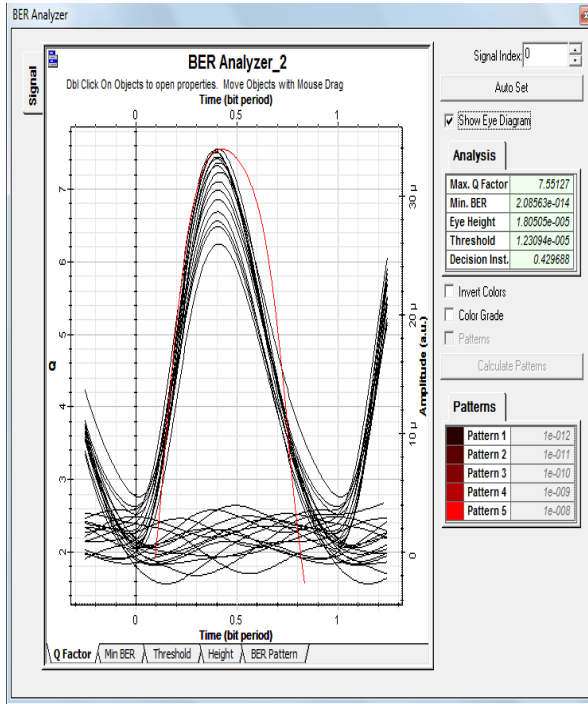 BER Analyzer
Signal
BER Analyzer_2
Dbl Click On Objects to open properties. Move Objects with Mouse Drag
Time (bit period)
0 0.5 1
7
6
5
4
3
2
Q
30 µ
20 µ
10 µ
0
Amplitude (a.u.)
0 0.5 1
Time (bit period)
Q Factor Min BER Threshold Height BER Pattern
Signal Index: 0
Auto Set
Show Eye Diagram
Analysis
Max. Q Factor 7.55127
Min. BER 2.08563e-014
Eye Height 1.80505e-005
Threshold 1.23094e-005
Decision Inst. 0.429688
Invert Colors
Color Grade
Patterns
Calculate Patterns
Patterns
Pattern 1 1e-012
Pattern 2 1e-011
Pattern 3 1e-010
Pattern 4 1e-009
Pattern 5 1e-008